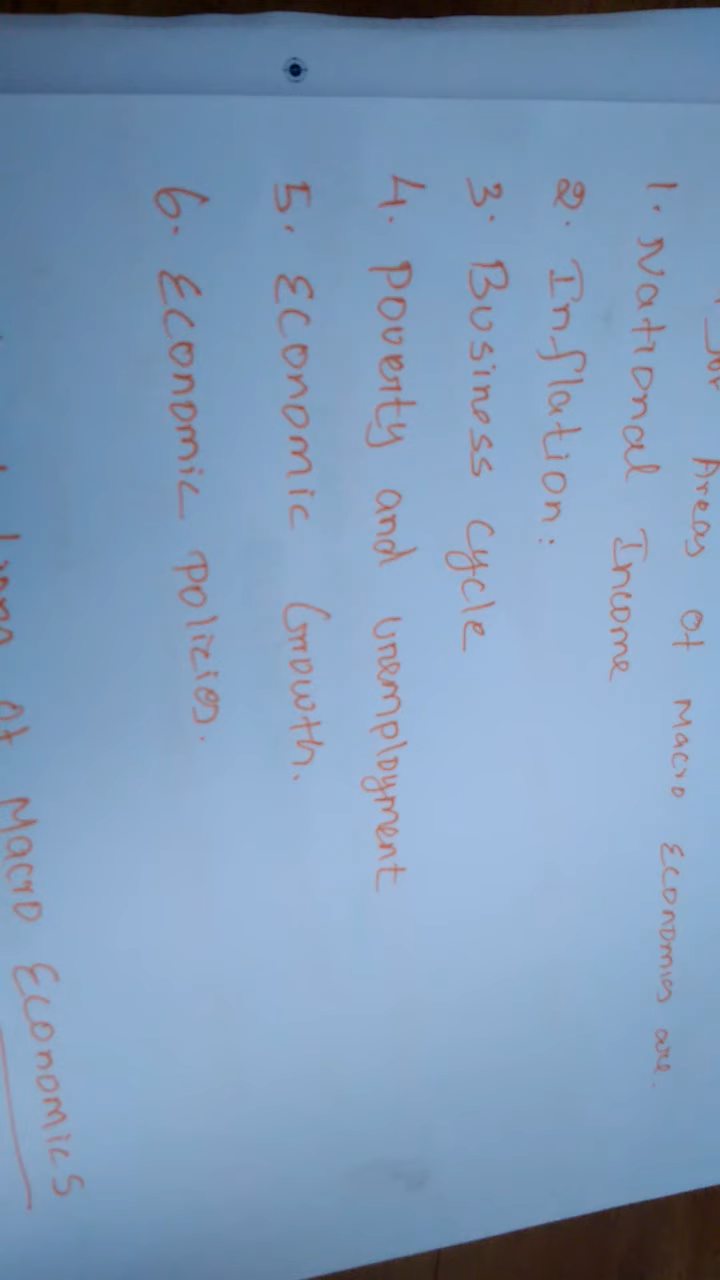 Areas of Macro Economics are.
1. National Income
2. Inflation:
3. Business cycle
4. Poverty and unemployment
5. Economic Growth.
6. Economic policies.
of Macro Economics